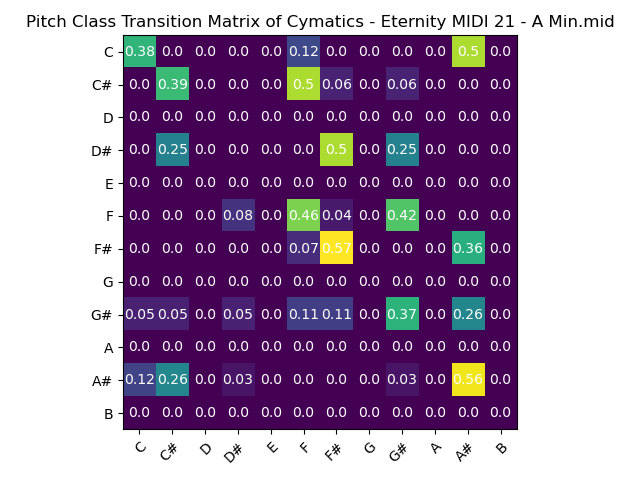 Pitch Class Transition Matrix of Cymatics - Eternity MIDI 21 - A Min.mid
C 0.38 0.0 0.0 0.0 0.0 0.12 0.0 0.0 0.0 0.0 0.5 0.0
C# 0.0 0.39 0.0 0.0 0.0 0.5 0.06 0.0 0.06 0.0 0.0 0.0
D 0.0 0.0 0.0 0.0 0.0 0.0 0.0 0.0 0.0 0.0 0.0 0.0
D# 0.0 0.25 0.0 0.0 0.0 0.0 0.5 0.0 0.25 0.0 0.0 0.0
E 0.0 0.0 0.0 0.0 0.0 0.0 0.0 0.0 0.0 0.0 0.0 0.0
F 0.0 0.0 0.0 0.08 0.0 0.46 0.04 0.0 0.42 0.0 0.0 0.0
F# 0.0 0.0 0.0 0.0 0.0 0.07 0.57 0.0 0.0 0.0 0.36 0.0
G 0.0 0.0 0.0 0.0 0.0 0.0 0.0 0.0 0.0 0.0 0.0 0.0
G# 0.05 0.05 0.0 0.05 0.0 0.11 0.11 0.0 0.37 0.0 0.26 0.0
A 0.0 0.0 0.0 0.0 0.0 0.0 0.0 0.0 0.0 0.0 0.0 0.0
A# 0.12 0.26 0.0 0.03 0.0 0.0 0.0 0.0 0.03 0.0 0.56 0.0
B 0.0 0.0 0.0 0.0 0.0 0.0 0.0 0.0 0.0 0.0 0.0 0.0
C C# D D# E F F# G G# A A# B